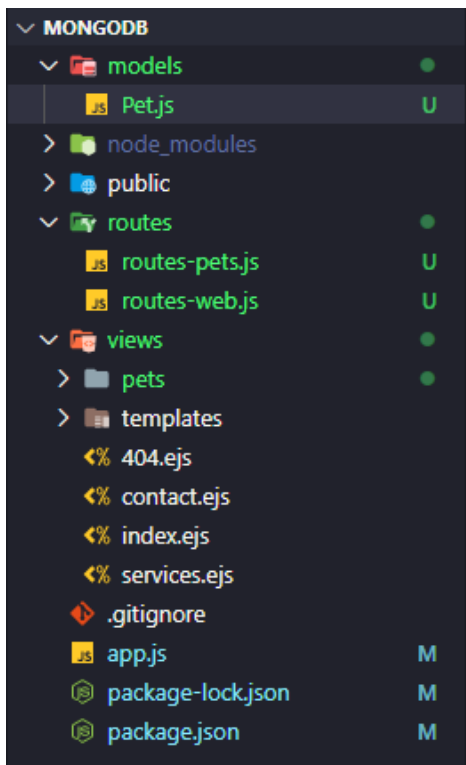 MONGODB
models
Pet.js U
node_modules
public
routes
routes-pets.js U
routes-web.js U
views
pets
templates
404.ejs
contact.ejs
index.ejs
services.ejs
.gitignore
app.js M
package-lock.json M
package.json M